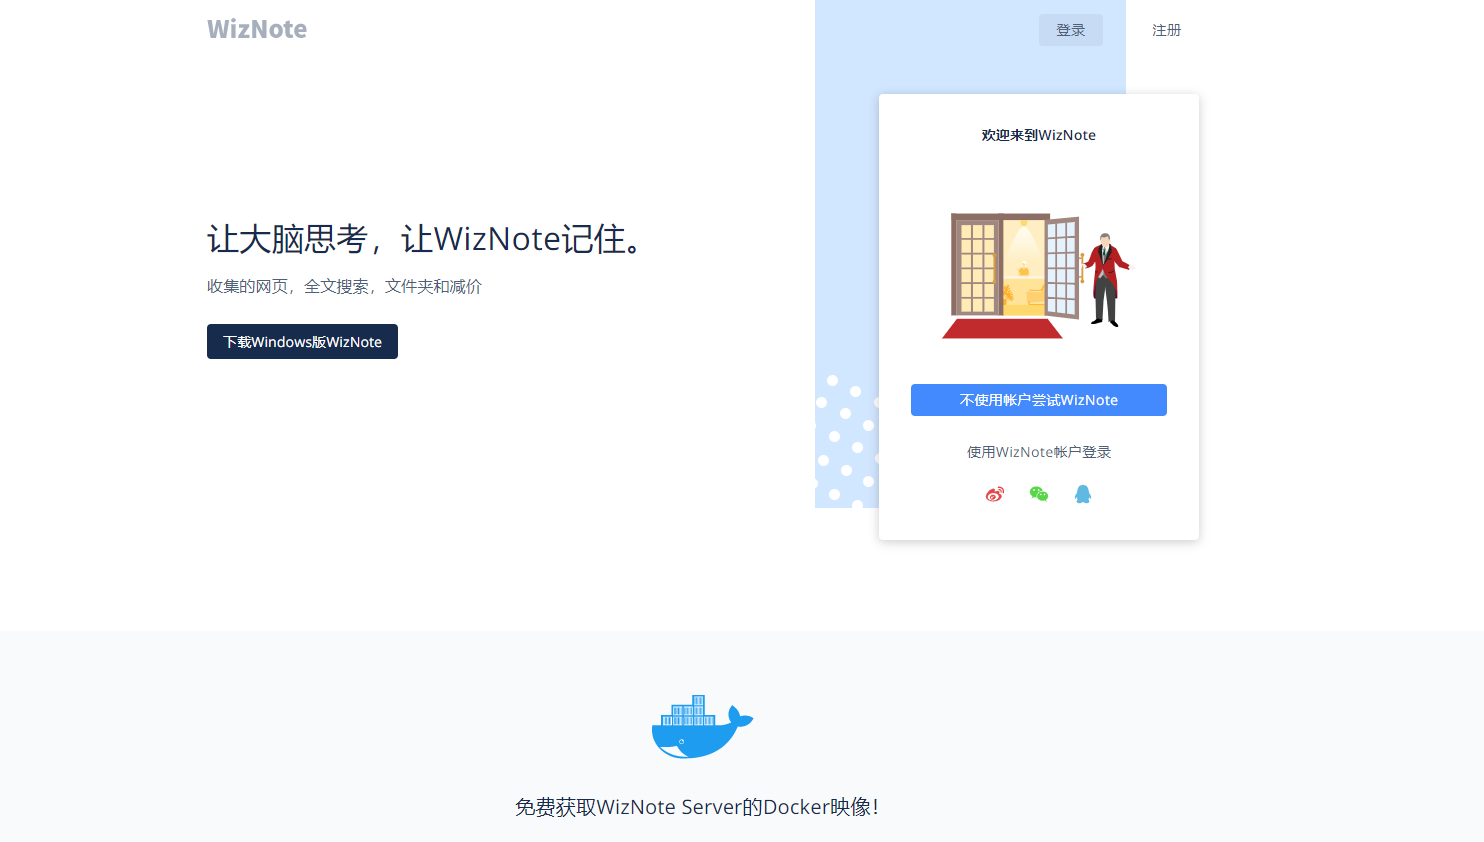 WizNote
登录
注册
欢迎来到WizNote
让大脑思考，让WizNote记住。
收集的网页，全文搜索，文件夹和减价
下载Windows版WizNote
不使用帐户尝试WizNote
使用WizNote帐户登录
免费获取WizNote Server的Docker映像！